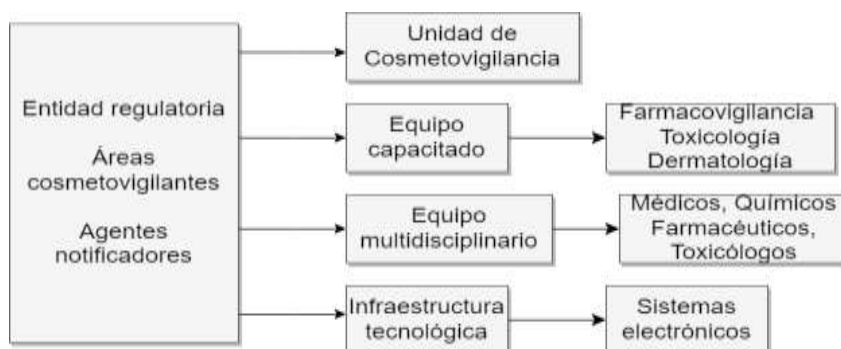 Entidad regulatoria
Áreas
cosmetovigilantes
Agentes
notificadores
Unidad de
Cosmetovigilancia
Equipo
capacitado
Farmacovigilancia
Toxicología
Dermatología
Equipo
multidisciplinario
Médicos, Químicos
Farmacéuticos,
Toxicólogos
Infraestructura
tecnológica
Sistemas
electrónicos